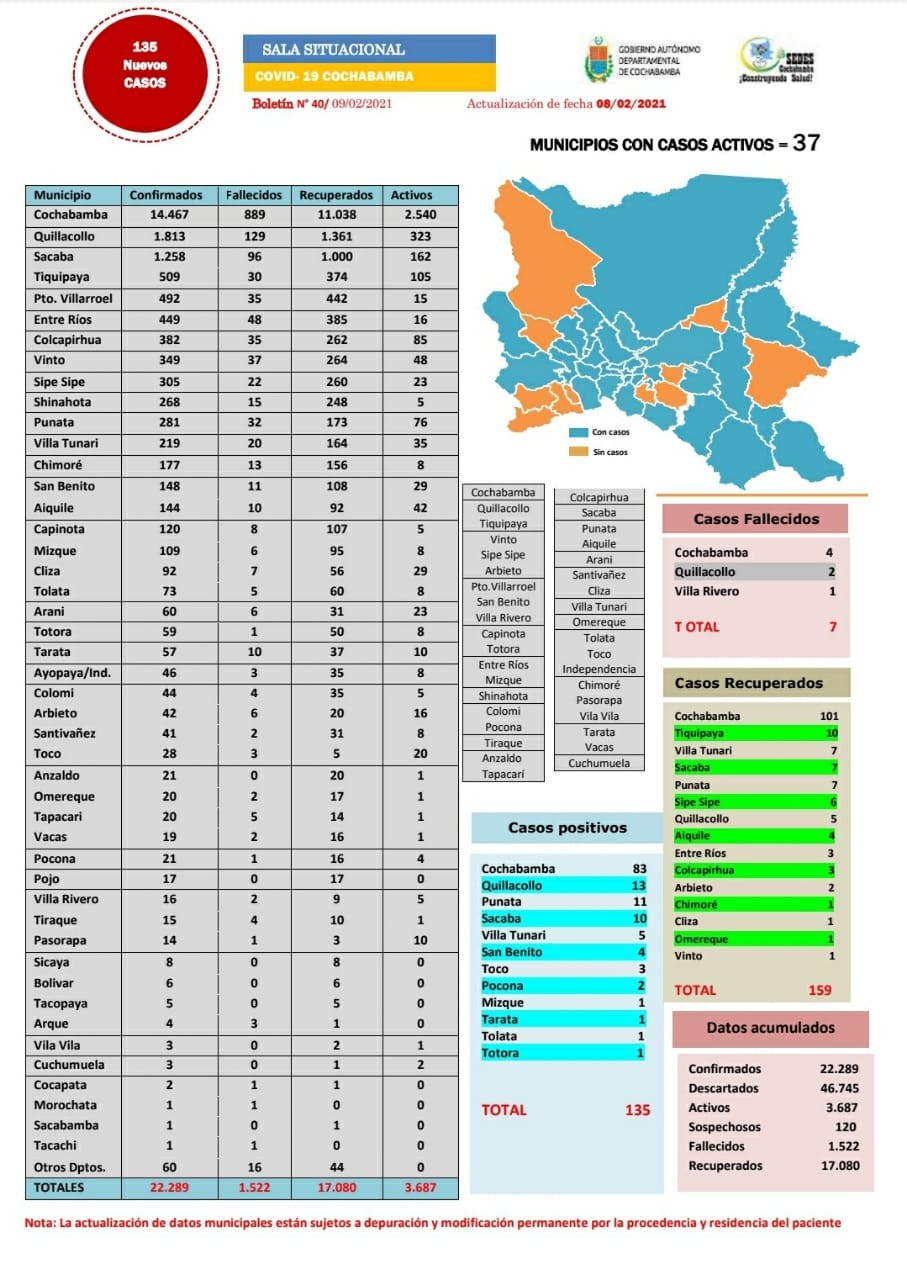 135
Nuevos
CASOS
SALA SITUACIONAL
COVID- 19 COCHABAMBA
Boletín N° 40/ 09/02/2021
Actualización de fecha 08/02/2021
GOBIERNO AUTÓNOMO
DEPARTAMENTAL
DE COCHABAMBA
SEDES
Cochabamba
¡Construyendo Salud!
MUNICIPIOS CON CASOS ACTIVOS = 37
Municipio Confirmados Fallecidos Recuperados Activos
Cochabamba 14.467 889 11.038 2.540
Quillacollo 1.813 129 1.361 323
Sacaba 1.258 96 1.000 162
Tiquipaya 509 30 374 105
Pto. Villarroel 492 35 442 15
Entre Ríos 449 48 385 16
Colcapirhua 382 35 262 85
Vinto 349 37 264 48
Sipe Sipe 305 22 260 23
Shinahota 268 15 248 5
Punata 281 32 173 76
Villa Tunari 219 20 164 35
Chimoré 177 13 156 8
San Benito 148 11 108 29
Aiquile 144 10 92 42
Capinota 120 8 107 5
Mizque 109 6 95 8
Cliza 92 7 56 29
Tolata 73 5 60 8
Arani 60 6 31 23
Totora 59 1 50 8
Tarata 57 10 37 10
Ayopaya/Ind. 46 3 35 8
Colomi 44 4 35 5
Arbieto 42 6 20 16
Santivañez 41 2 31 8
Toco 28 3 5 20
Anzaldo 21 0 20 1
Omereque 20 2 17 1
Tapacari 20 5 14 1
Vacas 19 2 16 1
Pocona 21 1 16 4
Pojo 17 0 17 0
Villa Rivero 16 2 9 5
Tiraque 15 4 10 1
Pasorapa 14 1 3 10
Sicaya 8 0 8 0
Bolivar 6 0 6 0
Tacopaya 5 0 5 0
Arque 4 3 1 0
Vila Vila 3 0 2 1
Cuchumuela 3 0 1 2
Cocapata 2 1 1 0
Morochata 1 1 0 0
Sacabamba 1 0 1 0
Tacachi 1 1 0 0
Otros Dptos. 60 16 44 0
TOTALES 22.289 1.522 17.080 3.687
Con casos
Sin casos
Cochabamba
Quillacollo
Tiquipaya
Vinto
Sipe Sipe
Arbieto
Pto.Villarroel
San Benito
Villa Rivero
Capinota
Totora
Entre Ríos
Mizque
Shinahota
Colomi
Pocona
Tiraque
Anzaldo
Tapacarí
Colcapirhua
Sacaba
Punata
Aiquile
Arani
Santivañez
Cliza
Villa Tunari
Omereque
Tolata
Toco
Independencia
Chimoré
Pasorapa
Vila Vila
Tarata
Vacas
Cuchumuela
Casos Fallecidos
Cochabamba 4
Quillacollo 2
Villa Rivero 1
T OTAL 7
Casos Recuperados
Cochabamba 101
Tiquipaya 10
Villa Tunari 7
Sacaba 7
Punata 7
Sipe Sipe 6
Quillacollo 5
Aiquile 4
Entre Ríos 3
Colcapirhua 3
Arbieto 2
Chimoré 1
Cliza 1
Omereque 1
Vinto 1
TOTAL 159
Casos positivos
Cochabamba 83
Quillacollo 13
Punata 11
Sacaba 10
Villa Tunari 5
San Benito 4
Toco 3
Pocona 2
Mizque 1
Tarata 1
Tolata 1
Totora 1
TOTAL 135
Datos acumulados
Confirmados 22.289
Descartados 46.745
Activos 3.687
Sospechosos 120
Fallecidos 1.522
Recuperados 17.080
Nota: La actualización de datos municipales están sujetos a depuración y modificación permanente por la procedencia y residencia del paciente